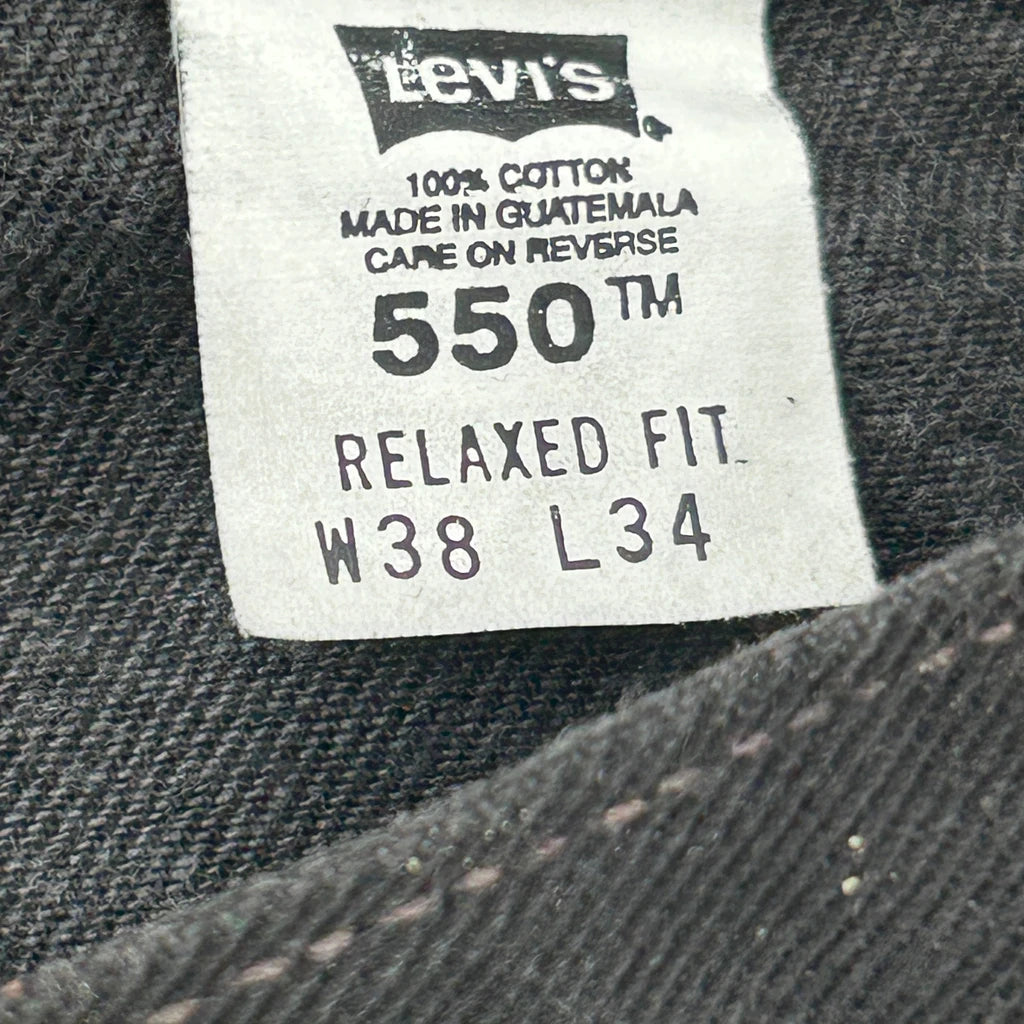 Levi's®
100% COTTON
MADE IN GUATEMALA
CARE ON REVERSE
550™
RELAXED FIT
W38 L34